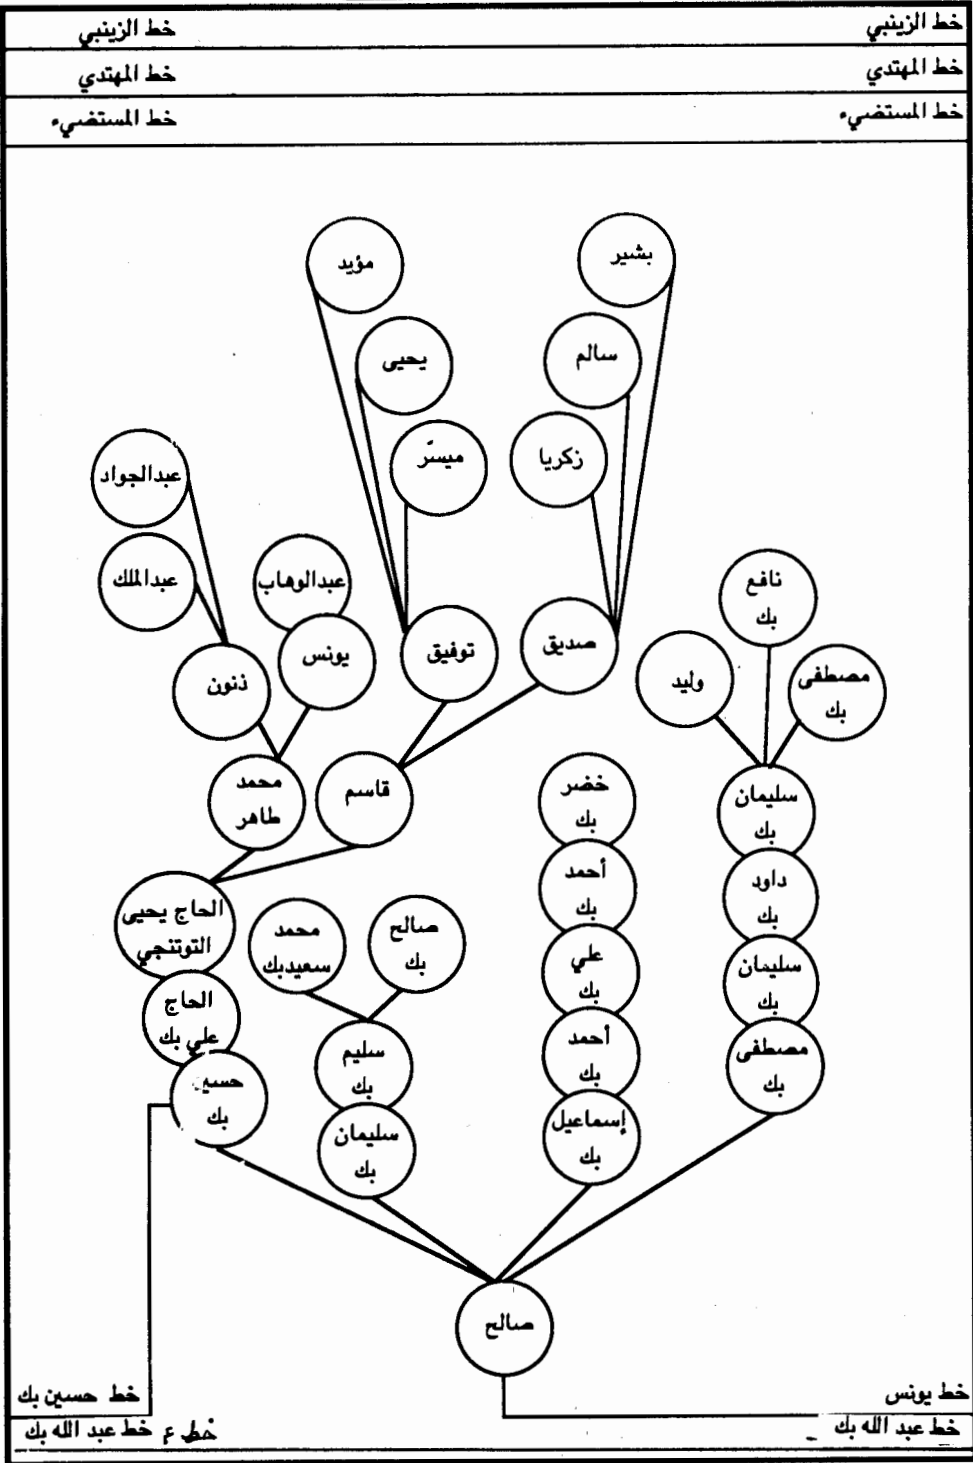 خط الزينبي
خط الزينبي
خط المهتدي
خط المهتدي
خط المستضيء
خط المستضيء
بشير
مؤيد
سالم
يحيى
زكريا
ميسّر
عبدالجواد
نافع
بك
عبدالوهاب
عبدالملك
صديق
توفيق
يونس
ذنون
مصطفى
بك
وليد
سليمان
بك
خضر
بك
قاسم
محمد
طاهر
داود
بك
أحمد
بك
الحاج يحيى
التوتنجي
صالح
بك
محمد
سعيدبك
سليمان
بك
علي
بك
الحاج
علي بك
مصطفى
بك
أحمد
بك
سليم
بك
حسين
بك
إسماعيل
بك
سليمان
بك
صالح
خط يونس
خط حسين بك
خط عبد الله بك
خط ع خط عبد الله بك